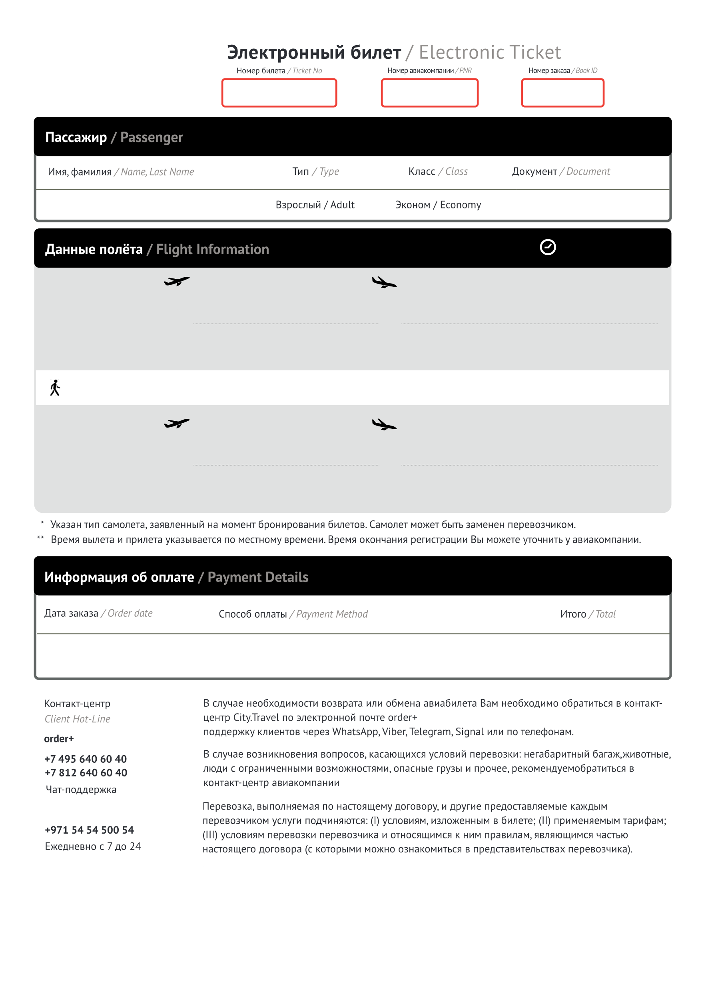 Электронный билет / Electronic Ticket
Номер билета / Ticket No Номер авиакомпании / PNR Номер заказа / Book ID
Пассажир / Passenger
Имя, фамилия / Name, Last Name Тип / Type Класс / Class Документ / Document
Взрослый / Adult Эконом / Economy
Данные полёта / Flight Information
* Указан тип самолета, заявленный на момент бронирования билетов. Самолет может быть заменен перевозчиком.
** Время вылета и прилета указывается по местному времени. Время окончания регистрации Вы можете уточнить у авиакомпании.
Информация об оплате / Payment Details
Дата заказа / Order date Способ оплаты / Payment Method Итого / Total
Контакт-центр
Client Hot-Line
order+
+7 495 640 60 40
+7 812 640 60 40
Чат-поддержка
+971 54 54 500 54
Ежедневно с 7 до 24
В случае необходимости возврата или обмена авиабилета Вам необходимо обратиться в контакт-
центр City.Travel по электронной почте order+
поддержку клиентов через WhatsApp, Viber, Telegram, Signal или по телефонам.
В случае возникновения вопросов, касающихся условий перевозки: негабаритный багаж,животные,
люди с ограниченными возможностями, опасные грузы и прочее, рекомендуемобратиться в
контакт-центр авиакомпании
Перевозка, выполняемая по настоящему договору, и другие предоставляемые каждым
перевозчиком услуги подчиняются: (I) условиям, изложенным в билете; (II) применяемым тарифам;
(III) условиям перевозки перевозчика и относящимся к ним правилам, являющимся частью
настоящего договора (с которыми можно ознакомиться в представительствах перевозчика).